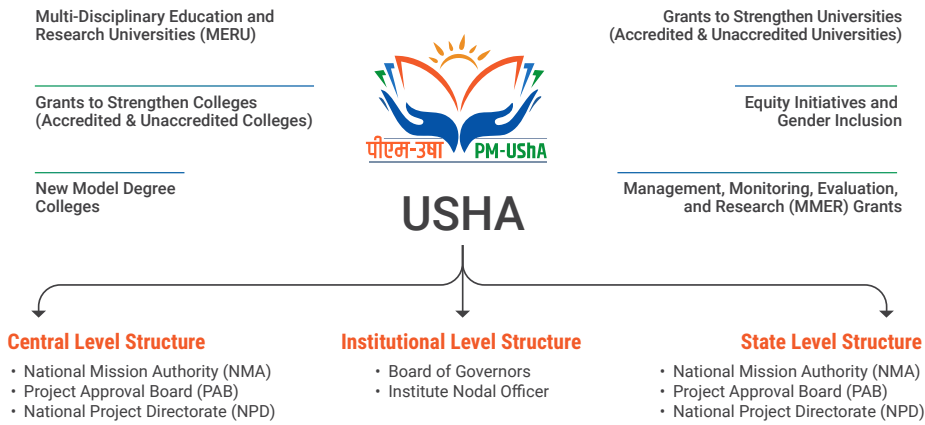 Multi-Disciplinary Education and
Research Universities (MERU)
Grants to Strengthen Colleges
(Accredited & Unaccredited Colleges)
New Model Degree
Colleges
पीएम-उषा PM-UShA
USHA
Grants to Strengthen Universities
(Accredited & Unaccredited Universities)
Equity Initiatives and
Gender Inclusion
Management, Monitoring, Evaluation,
and Research (MMER) Grants
Central Level Structure
• National Mission Authority (NMA)
• Project Approval Board (PAB)
• National Project Directorate (NPD)
Institutional Level Structure
• Board of Governors
• Institute Nodal Officer
State Level Structure
• National Mission Authority (NMA)
• Project Approval Board (PAB)
• National Project Directorate (NPD)